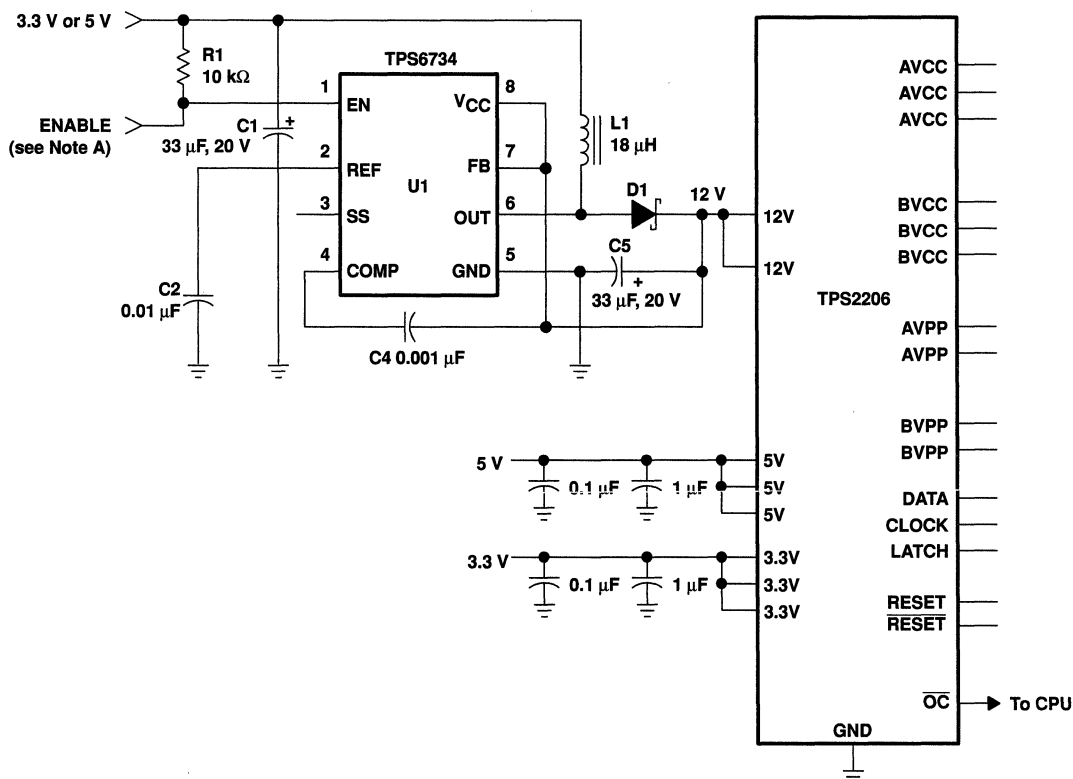 3.3 V or 5 V
R1
10 kΩ
ENABLE
(see Note A)
C1
+
33 µF, 20 V
C2
0.01 µF
TPS6734
1
EN
2
REF
3
SS
4
COMP
U1
8
VCC
7
FB
6
OUT
5
GND
C4 0.001 µF
L1
18 µH
D1
12 V
C5
+
33 µF, 20 V
12V
12V
TPS2206
AVCC
AVCC
AVCC
BVCC
BVCC
BVCC
AVPP
AVPP
BVPP
BVPP
5 V
0.1 µF
1 µF
5V
5V
5V
3.3 V
0.1 µF
1 µF
3.3V
3.3V
3.3V
DATA
CLOCK
LATCH
RESET
RESET
OC
To CPU
GND